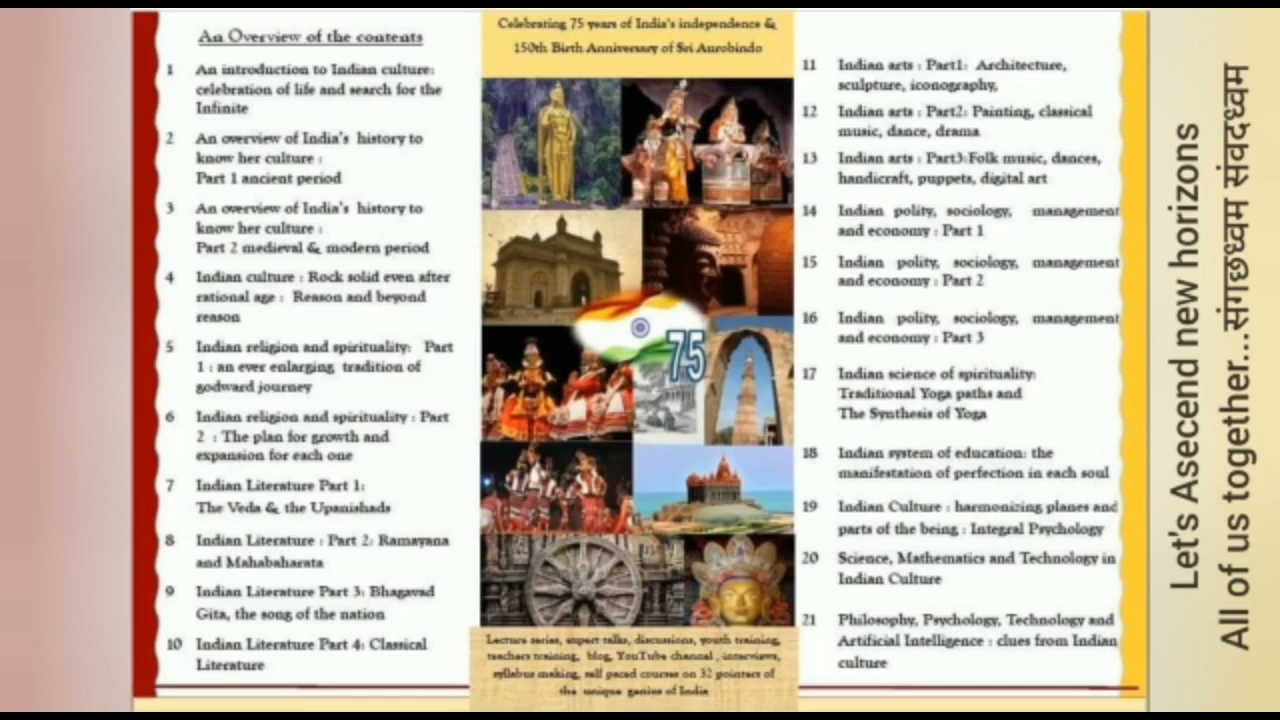 An Overview of the contents
1 An introduction to Indian culture:
celebration of life and search for the
Infinite
2 An overview of India's history to
know her culture :
Part 1 ancient period
3 An overview of India's history to
know her culture :
Part 2 medieval & modern period
4 Indian culture : Rock solid even after
rational age : Reason and beyond
reason
5 Indian religion and spirituality: Part
1 : an ever enlarging tradition of
godward journey
6 Indian religion and spirituality : Part
2 : The plan for growth and
expansion for each one
7 Indian Literature Part 1:
The Veda & the Upanishads
8 Indian Literature : Part 2: Ramayana
and Mahabaharata
9 Indian Literature Part 3: Bhagavad
Gita, the song of the nation
10 Indian Literature Part 4: Classical
Literature
Celebrating 75 years of India's independence &
150th Birth Anniversary of Sri Aurobindo
75
Lecture series, expert talks, discussions, youth training,
teachers training, blog, YouTube channel , interviews,
syllabus making, self paced courses on 32 pointers of
the unique genius of India
11 Indian arts : Part1: Architecture,
sculpture, iconography,
12 Indian arts : Part2: Painting, classical
music, dance, drama
13 Indian arts : Part3:Folk music, dances,
handicraft, puppets, digital art
14 Indian polity, sociology, management
and economy : Part 1
15 Indian polity, sociology, management
and economy : Part 2
16 Indian polity, sociology, management
and economy : Part 3
17 Indian science of spirituality:
Traditional Yoga paths and
The Synthesis of Yoga
18 Indian system of education: the
manifestation of perfection in each soul
19 Indian Culture : harmonizing planes and
parts of the being : Integral Psychology
20 Science, Mathematics and Technology in
Indian Culture
21 Philosophy, Psychology, Technology and
Artificial Intelligence : clues from Indian
culture
Let's Asecend new horizons
All of us together...संगछध्वम संवदध्वम